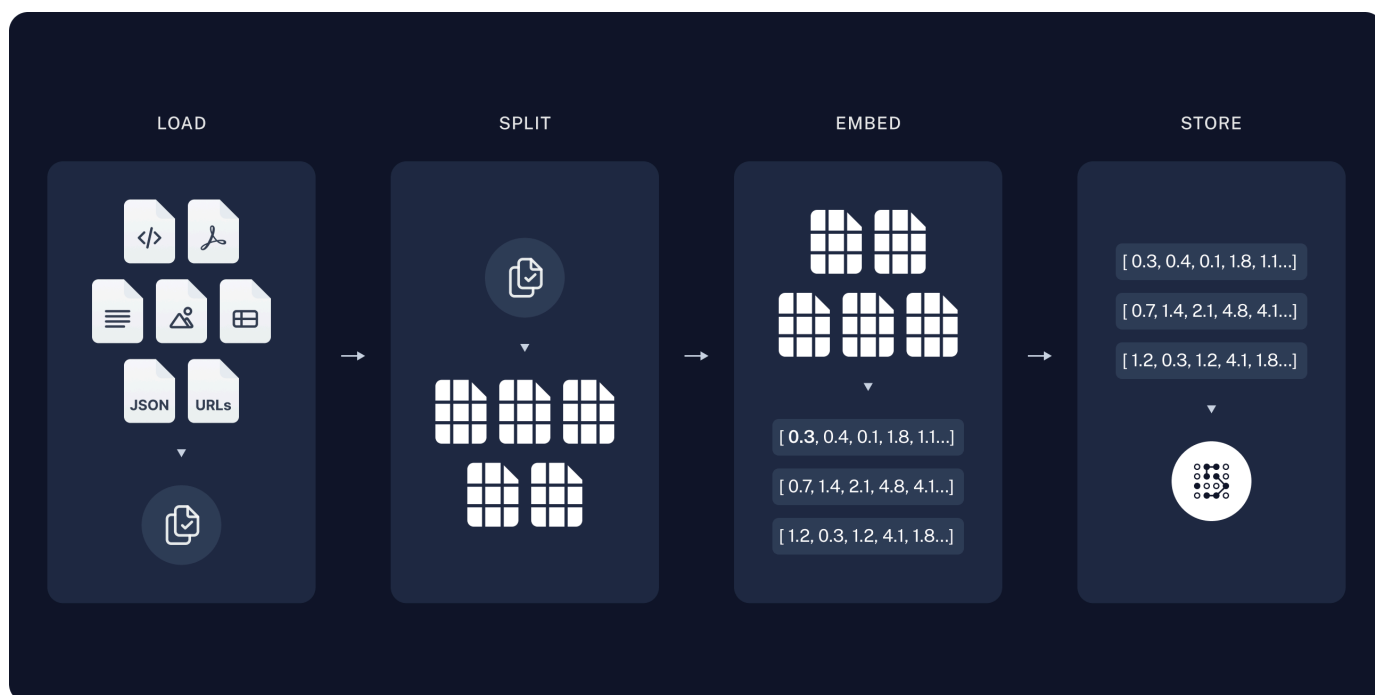 LOAD
SPLIT
EMBED
STORE
</>
JSON
URLs
[ 0.3, 0.4, 0.1, 1.8, 1.1...]
[ 0.7, 1.4, 2.1, 4.8, 4.1...]
[ 1.2, 0.3, 1.2, 4.1, 1.8...]
[ 0.3, 0.4, 0.1, 1.8, 1.1...]
[ 0.7, 1.4, 2.1, 4.8, 4.1...]
[ 1.2, 0.3, 1.2, 4.1, 1.8...]